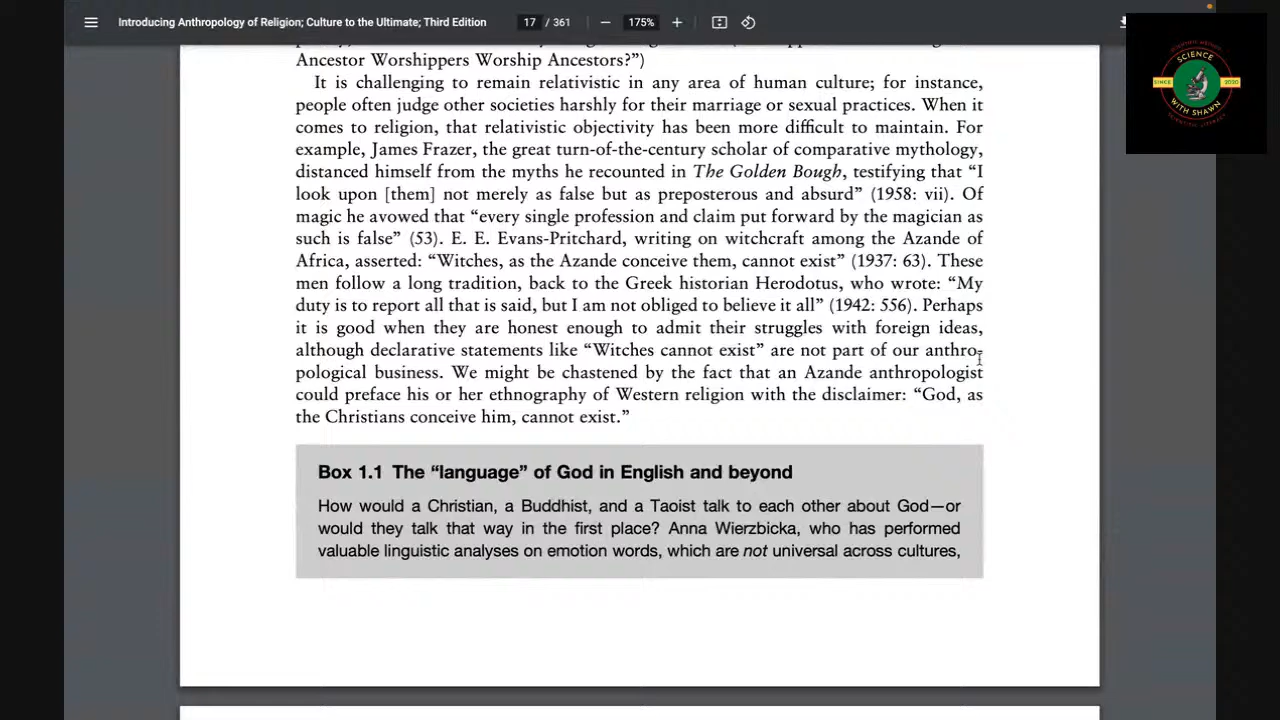 Introducing Anthropology of Religion; Culture to the Ultimate; Third Edition
17 / 361
175%
Ancestor Worshippers Worship Ancestors?”)
It is challenging to remain relativistic in any area of human culture; for instance,
people often judge other societies harshly for their marriage or sexual practices. When it
comes to religion, that relativistic objectivity has been more difficult to maintain. For
example, James Frazer, the great turn-of-the-century scholar of comparative mythology,
distanced himself from the myths he recounted in The Golden Bough, testifying that “I
look upon [them] not merely as false but as preposterous and absurd” (1958: vii). Of
magic he avowed that “every single profession and claim put forward by the magician as
such is false” (53). E. E. Evans-Pritchard, writing on witchcraft among the Azande of
Africa, asserted: “Witches, as the Azande conceive them, cannot exist” (1937: 63). These
men follow a long tradition, back to the Greek historian Herodotus, who wrote: “My
duty is to report all that is said, but I am not obliged to believe it all” (1942: 556). Perhaps
it is good when they are honest enough to admit their struggles with foreign ideas,
although declarative statements like “Witches cannot exist” are not part of our anthro-
pological business. We might be chastened by the fact that an Azande anthropologist
could preface his or her ethnography of Western religion with the disclaimer: “God, as
the Christians conceive him, cannot exist.”
Box 1.1 The “language” of God in English and beyond
How would a Christian, a Buddhist, and a Taoist talk to each other about God—or
would they talk that way in the first place? Anna Wierzbicka, who has performed
valuable linguistic analyses on emotion words, which are not universal across cultures,
SCIENCE
SINCE
2020
WITH SHAWN